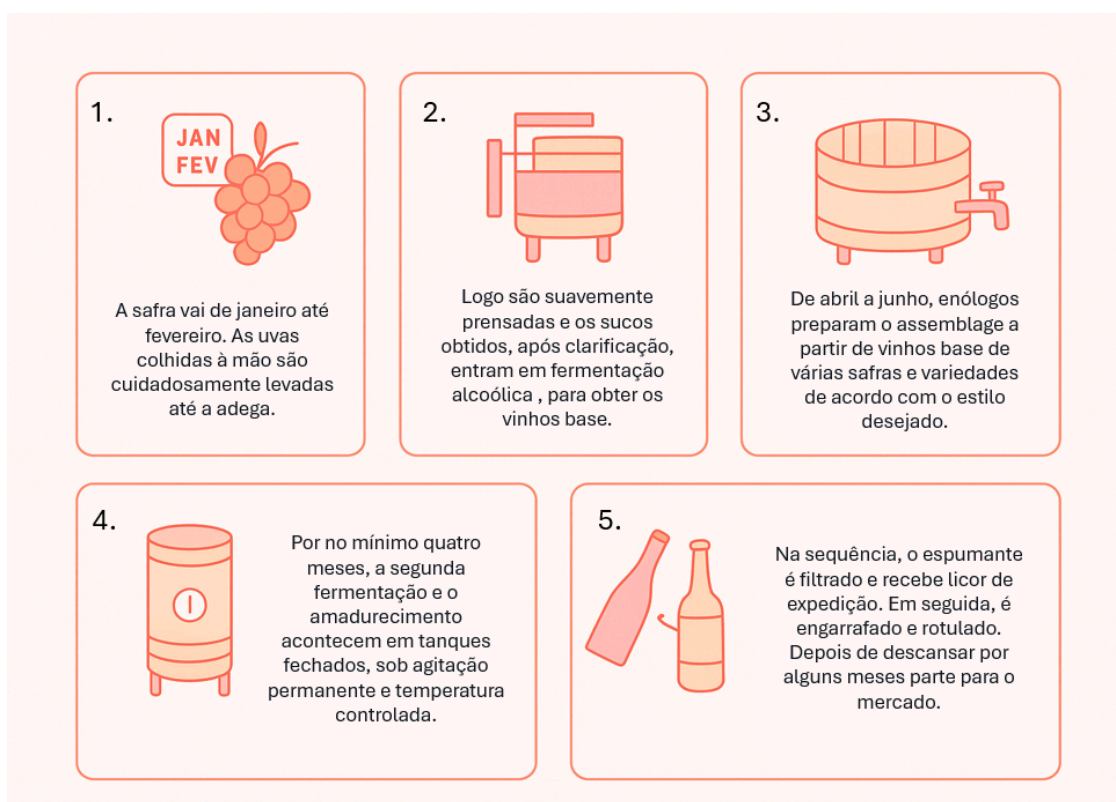 1.
JAN
FEV
A safra vai de janeiro até
fevereiro. As uvas
colhidas à mão são
cuidadosamente levadas
até a adega.
2.
Logo são suavemente
prensadas e os sucos
obtidos, após clarificação,
entram em fermentação
alcoólica , para obter os
vinhos base.
3.
De abril a junho, enólogos
preparam o assemblage a
partir de vinhos base de
várias safras e variedades
de acordo com o estilo
desejado.
4.
Por no mínimo quatro
meses, a segunda
fermentação e o
amadurecimento
acontecem em tanques
fechados, sob agitação
permanente e temperatura
controlada.
5.
Na sequência, o espumante
é filtrado e recebe licor de
expedição. Em seguida, é
engarrafado e rotulado.
Depois de descansar por
alguns meses parte para o
mercado.